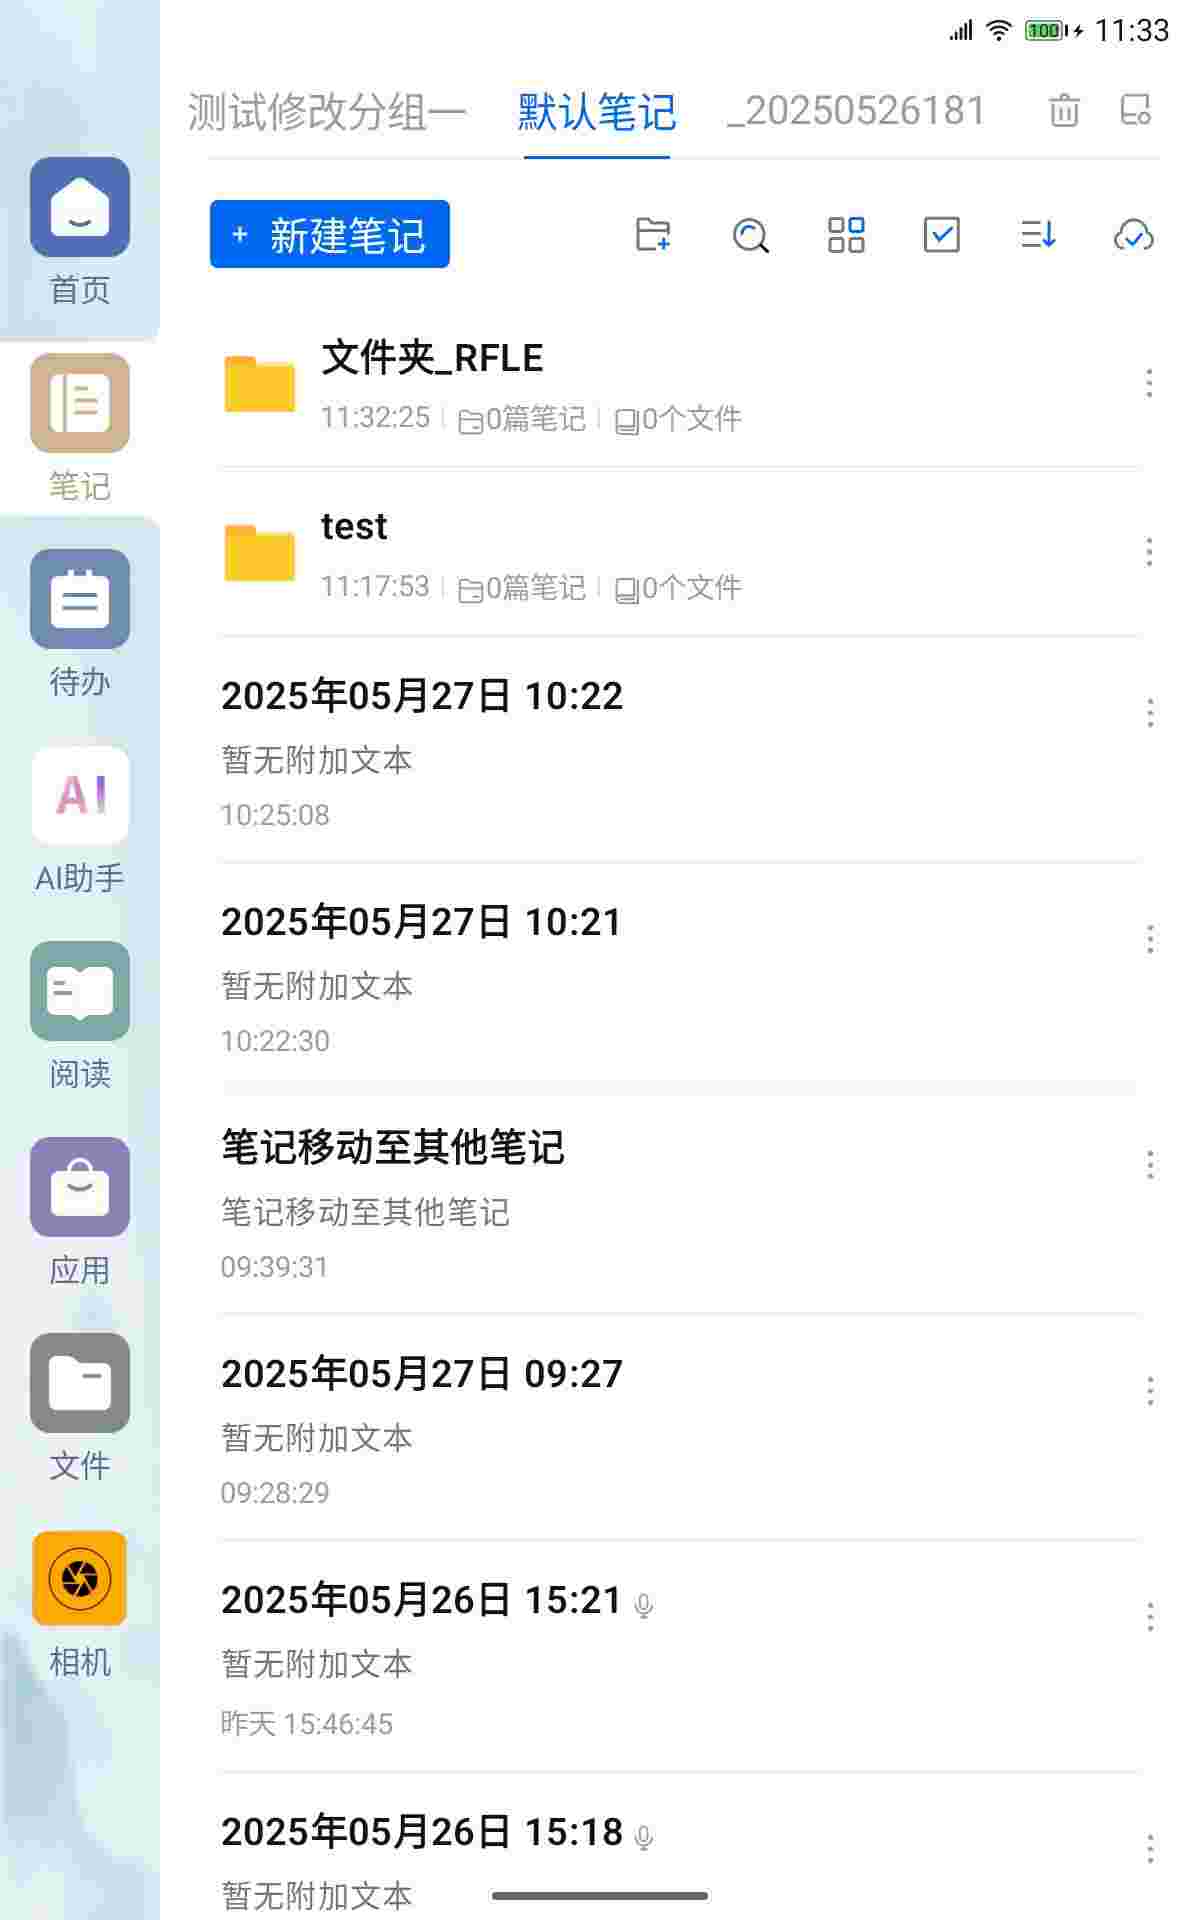 100 11:33
测试修改分组一 默认笔记 _20250526181
+ 新建笔记
首页
笔记
待办
AI
AI助手
阅读
应用
文件
相机
文件夹_RFLE
11:32:25 0篇笔记 0个文件
test
11:17:53 0篇笔记 0个文件
2025年05月27日 10:22
暂无附加文本
10:25:08
2025年05月27日 10:21
暂无附加文本
10:22:30
笔记移动至其他笔记
笔记移动至其他笔记
09:39:31
2025年05月27日 09:27
暂无附加文本
09:28:29
2025年05月26日 15:21
暂无附加文本
昨天 15:46:45
2025年05月26日 15:18
暂无附加文本